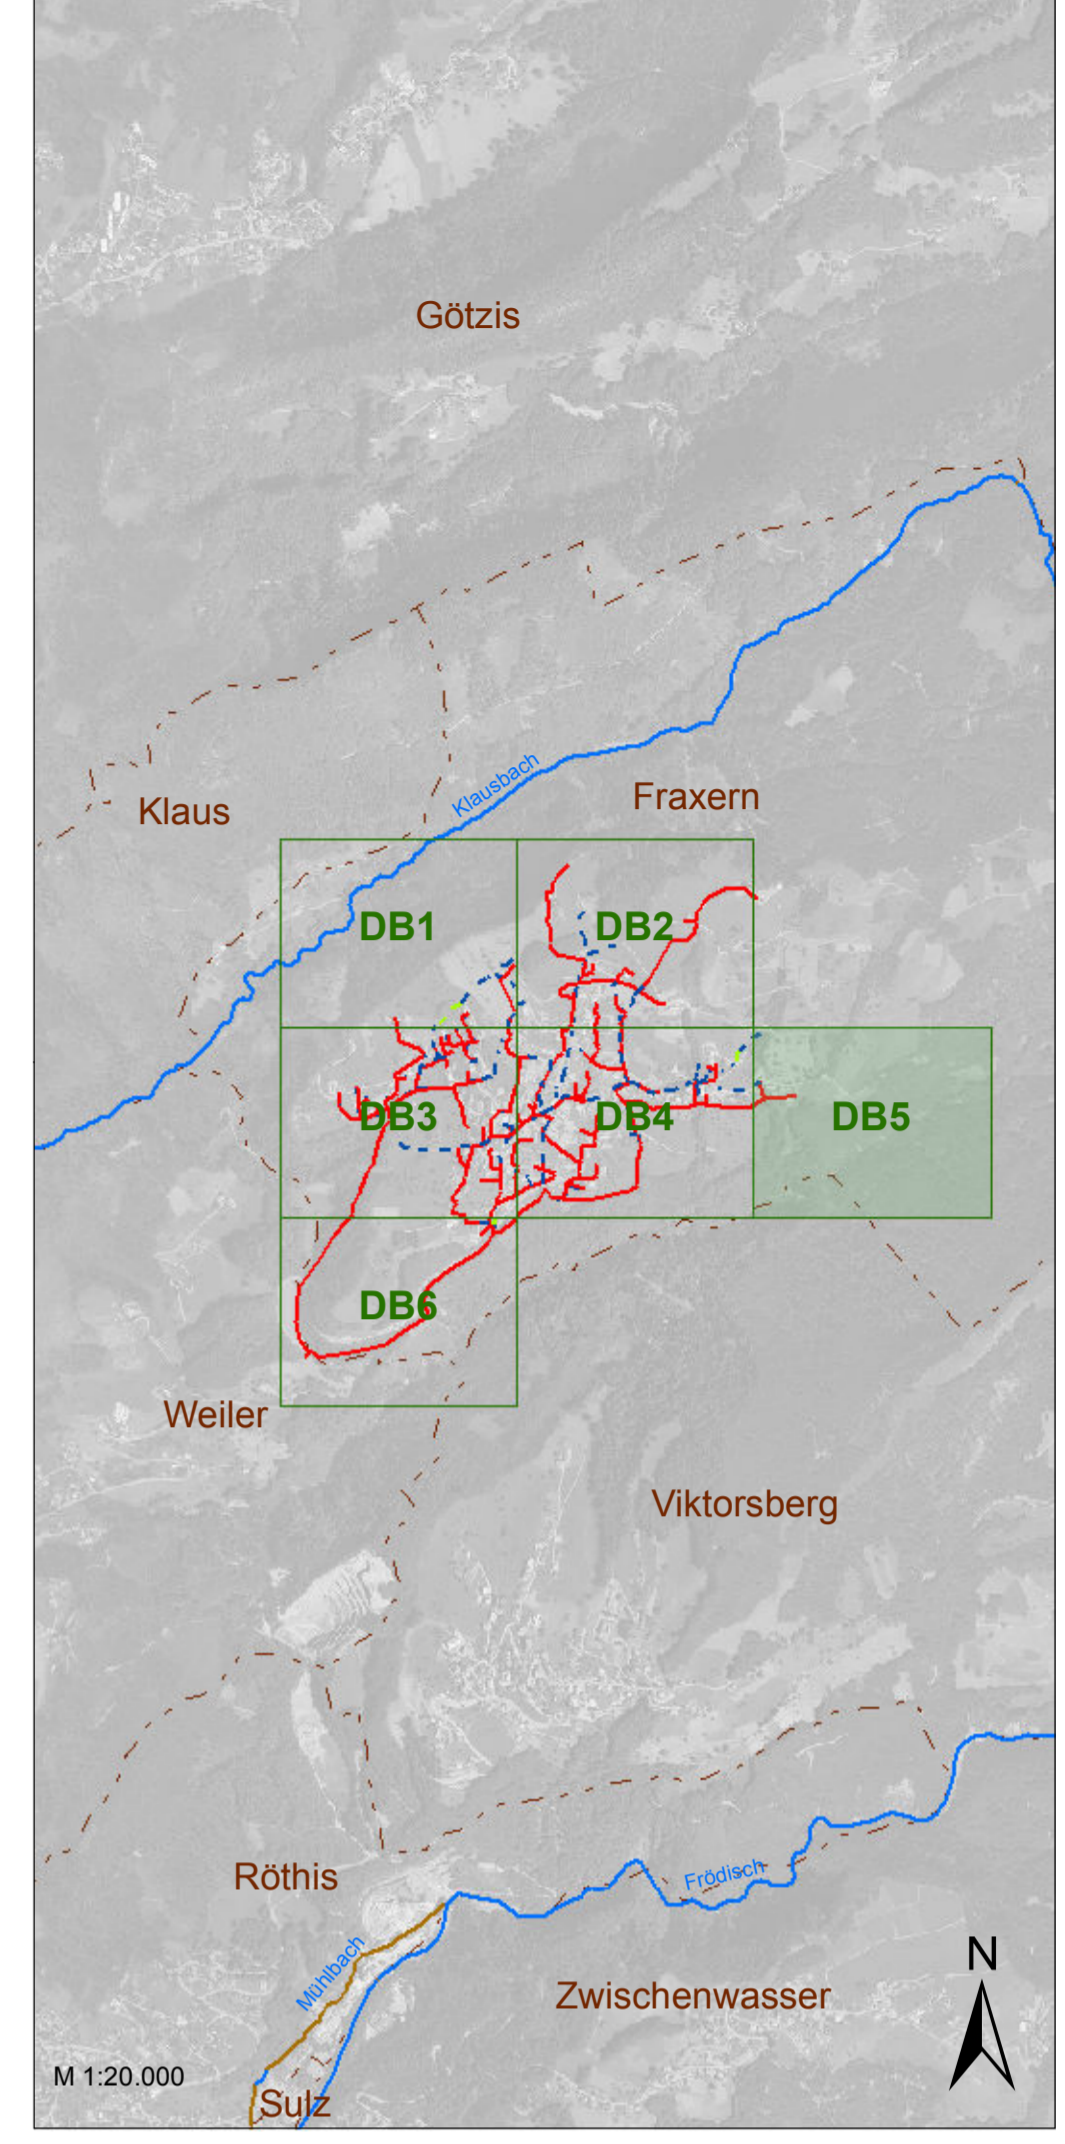 Götzis
Klausbach
Fraxern
Klaus
DB1
DB2
DB3
DB4
DB5
DB6
Weiler
Viktorsberg
Röthis
Frödisch
Mühlbach
N
Zwischenwasser
M 1:20.000
Sulz